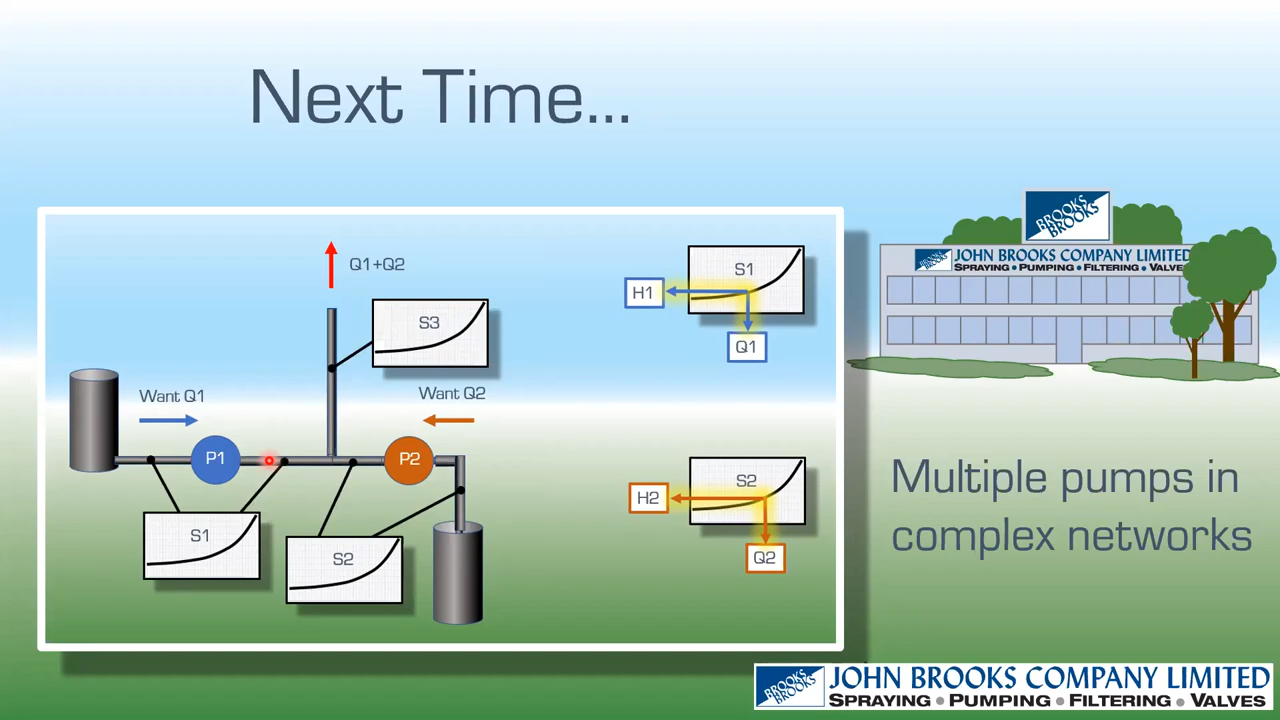 Next Time...
Q1+Q2
S3
Want Q1
Want Q2
P1
P2
S1
S2
S1
H1
Q1
S2
H2
Q2
BROOKS
BROOKS
JOHN BROOKS COMPANY LIMITED
SPRAYING • PUMPING • FILTERING • VALVE
Multiple pumps in
complex networks
BROOKS
BROOKS
JOHN BROOKS COMPANY LIMITED
SPRAYING • PUMPING • FILTERING • VALVES